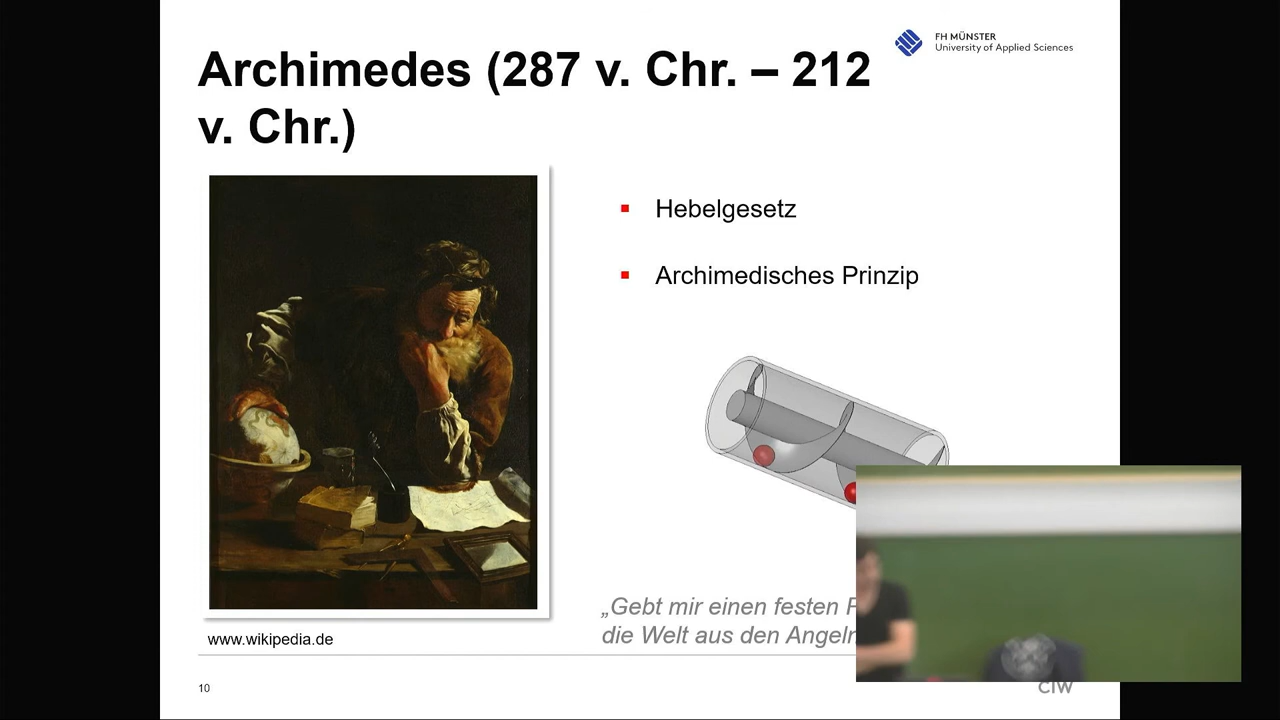 FH MÜNSTER
University of Applied Sciences
Archimedes (287 v. Chr. – 212
v. Chr.)
▪ Hebelgesetz
▪ Archimedisches Prinzip
„Gebt mir einen festen
die Welt aus den
www.wikipedia.de
10
CIW